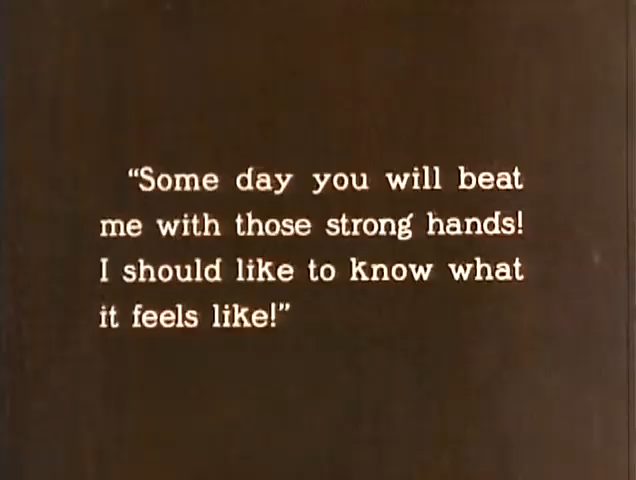 “Some day you will beat
me with those strong hands!
I should like to know what
it feels like!”